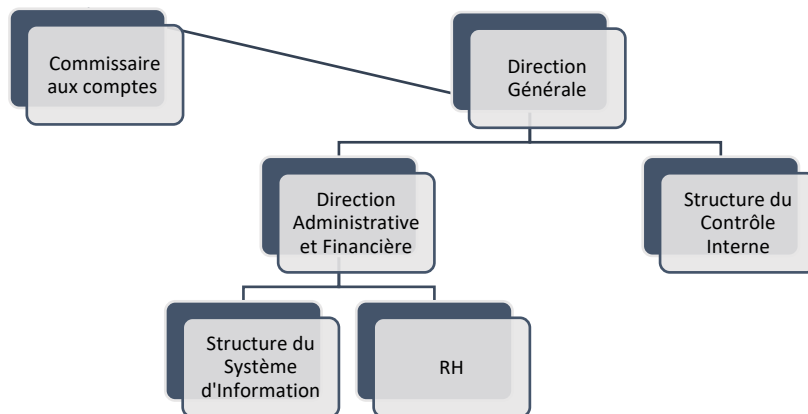 Commissaire
aux comptes
Direction
Générale
Direction
Administrative
et Financière
Structure du
Contrôle
Interne
Structure du
Système
d'Information
RH